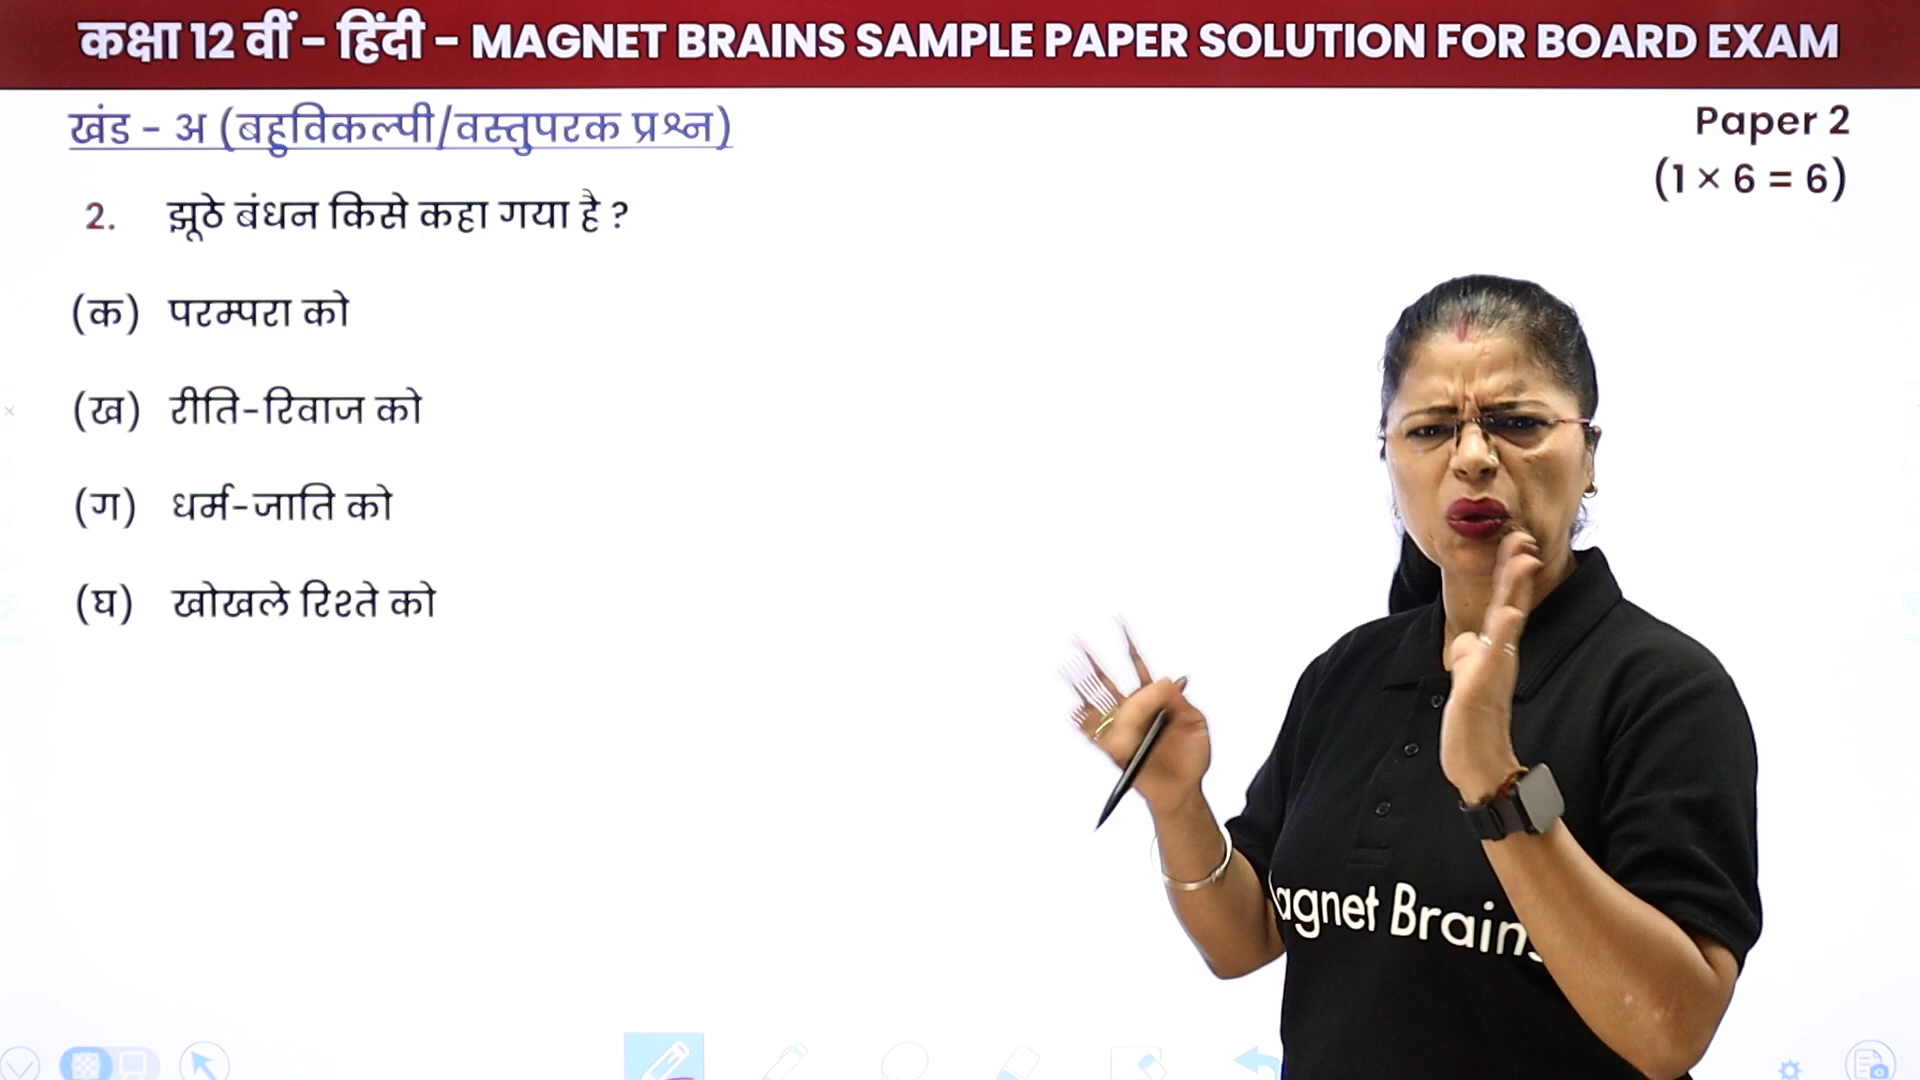 कक्षा 12 वीं - हिंदी - MAGNET BRAINS SAMPLE PAPER SOLUTION FOR BOARD EXAM
खंड - अ (बहुविकल्पी/वस्तुपरक प्रश्न)
Paper 2
(1 × 6 = 6)
2. झूठे बंधन किसे कहा गया है ?
(क) परम्परा को
(ख) रीति-रिवाज को
(ग) धर्म-जाति को
(घ) खोखले रिश्ते को
agnet Brains